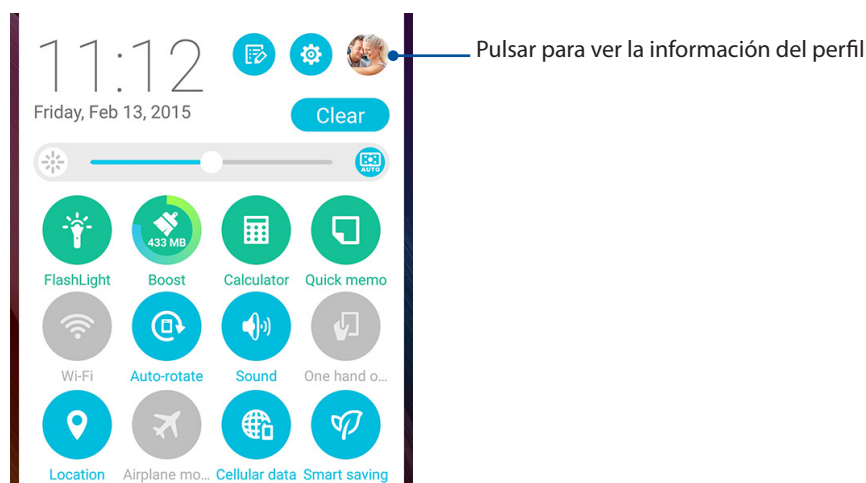 11:12
Pulsar para ver la información del perfil
Friday, Feb 13, 2015
Clear
AUTO
433 MB
FlashLight Boost Calculator Quick memo
Wi-Fi Auto-rotate Sound One hand o...
Location Airplane mo... Cellular data Smart saving